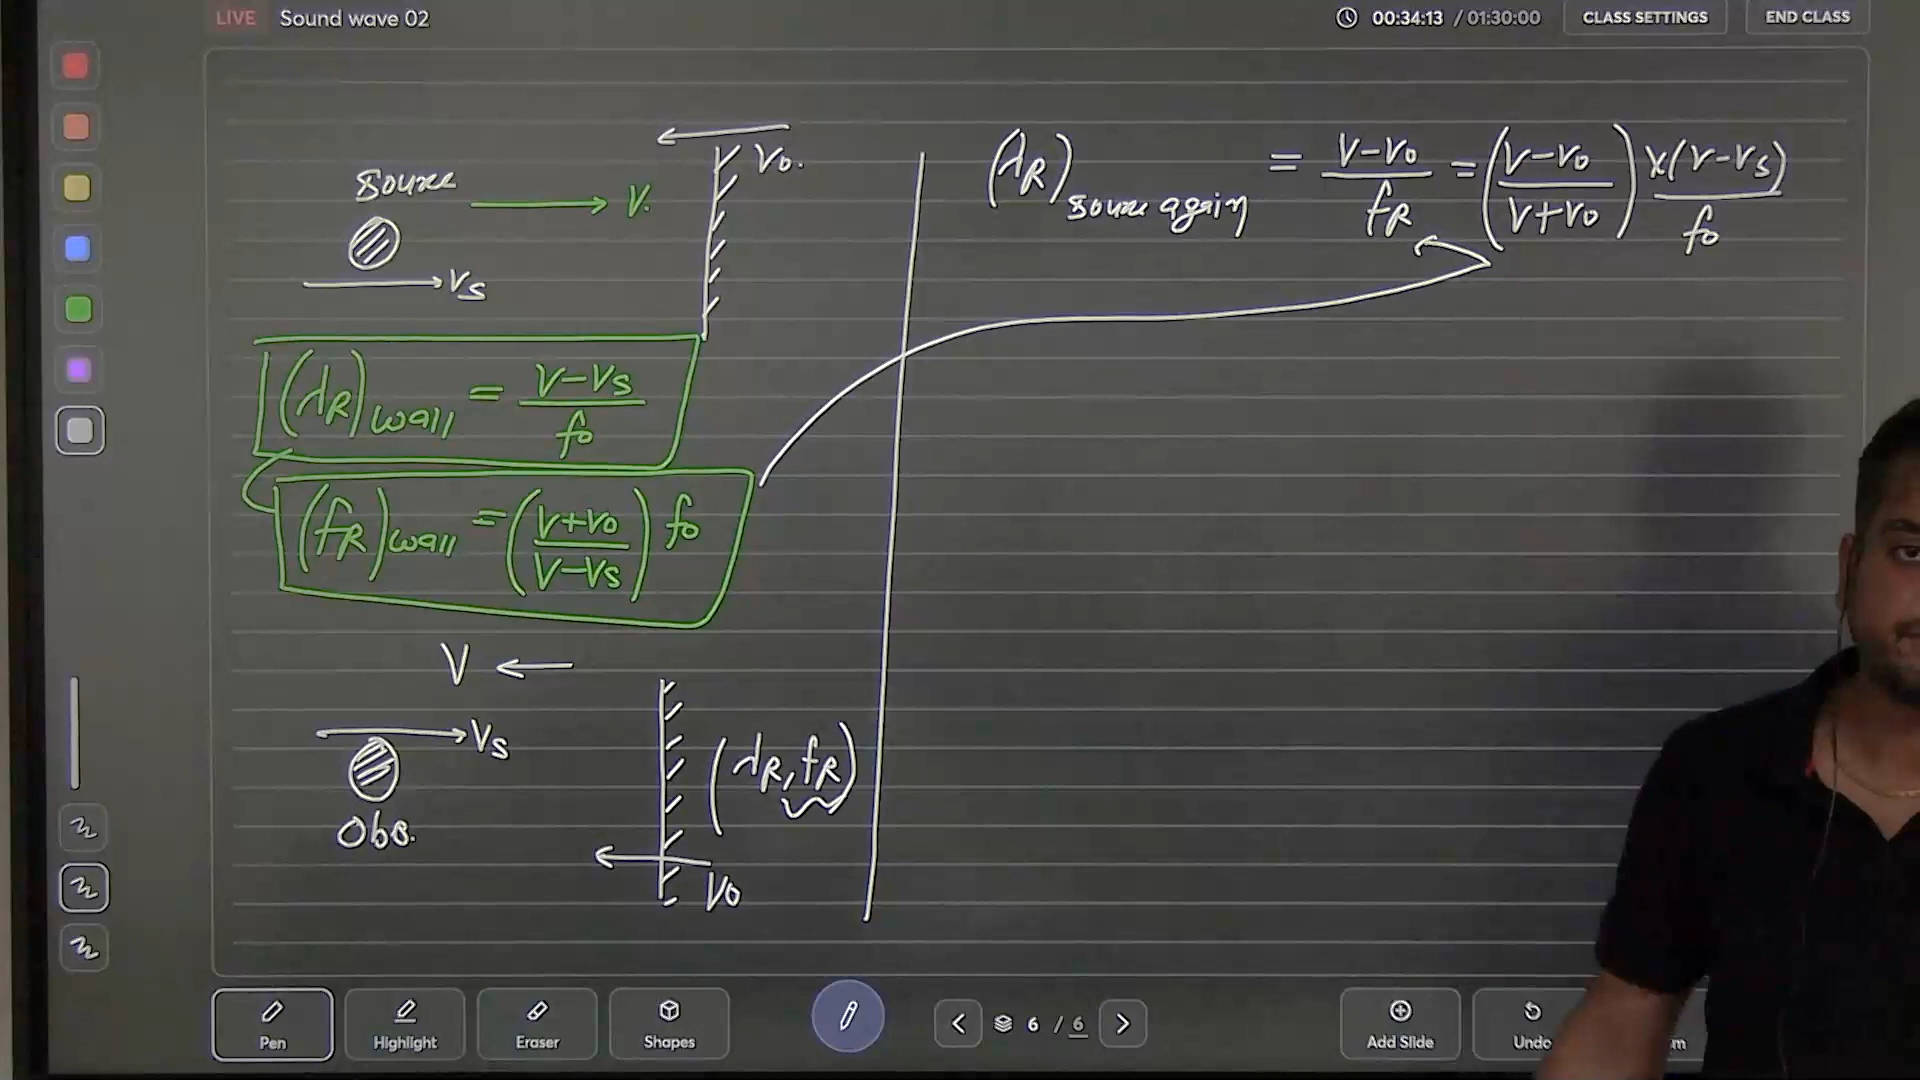 LIVE Sound wave 02
00:34:13 / 01:30:00 CLASS SETTINGS END CLASS
source
V
Vs
Vo.
(λR)wall = V-Vs / fo
(fR)wall = (V+Vo / V-Vs) fo
V
Vs
Obs.
(λR, fR)
Vo
(λR)source again = V-Vo / fR = (V-Vo / V+Vo) × (V-Vs) / fo
Pen Highlight Eraser Shapes 6 / 6 Add Slide Undo